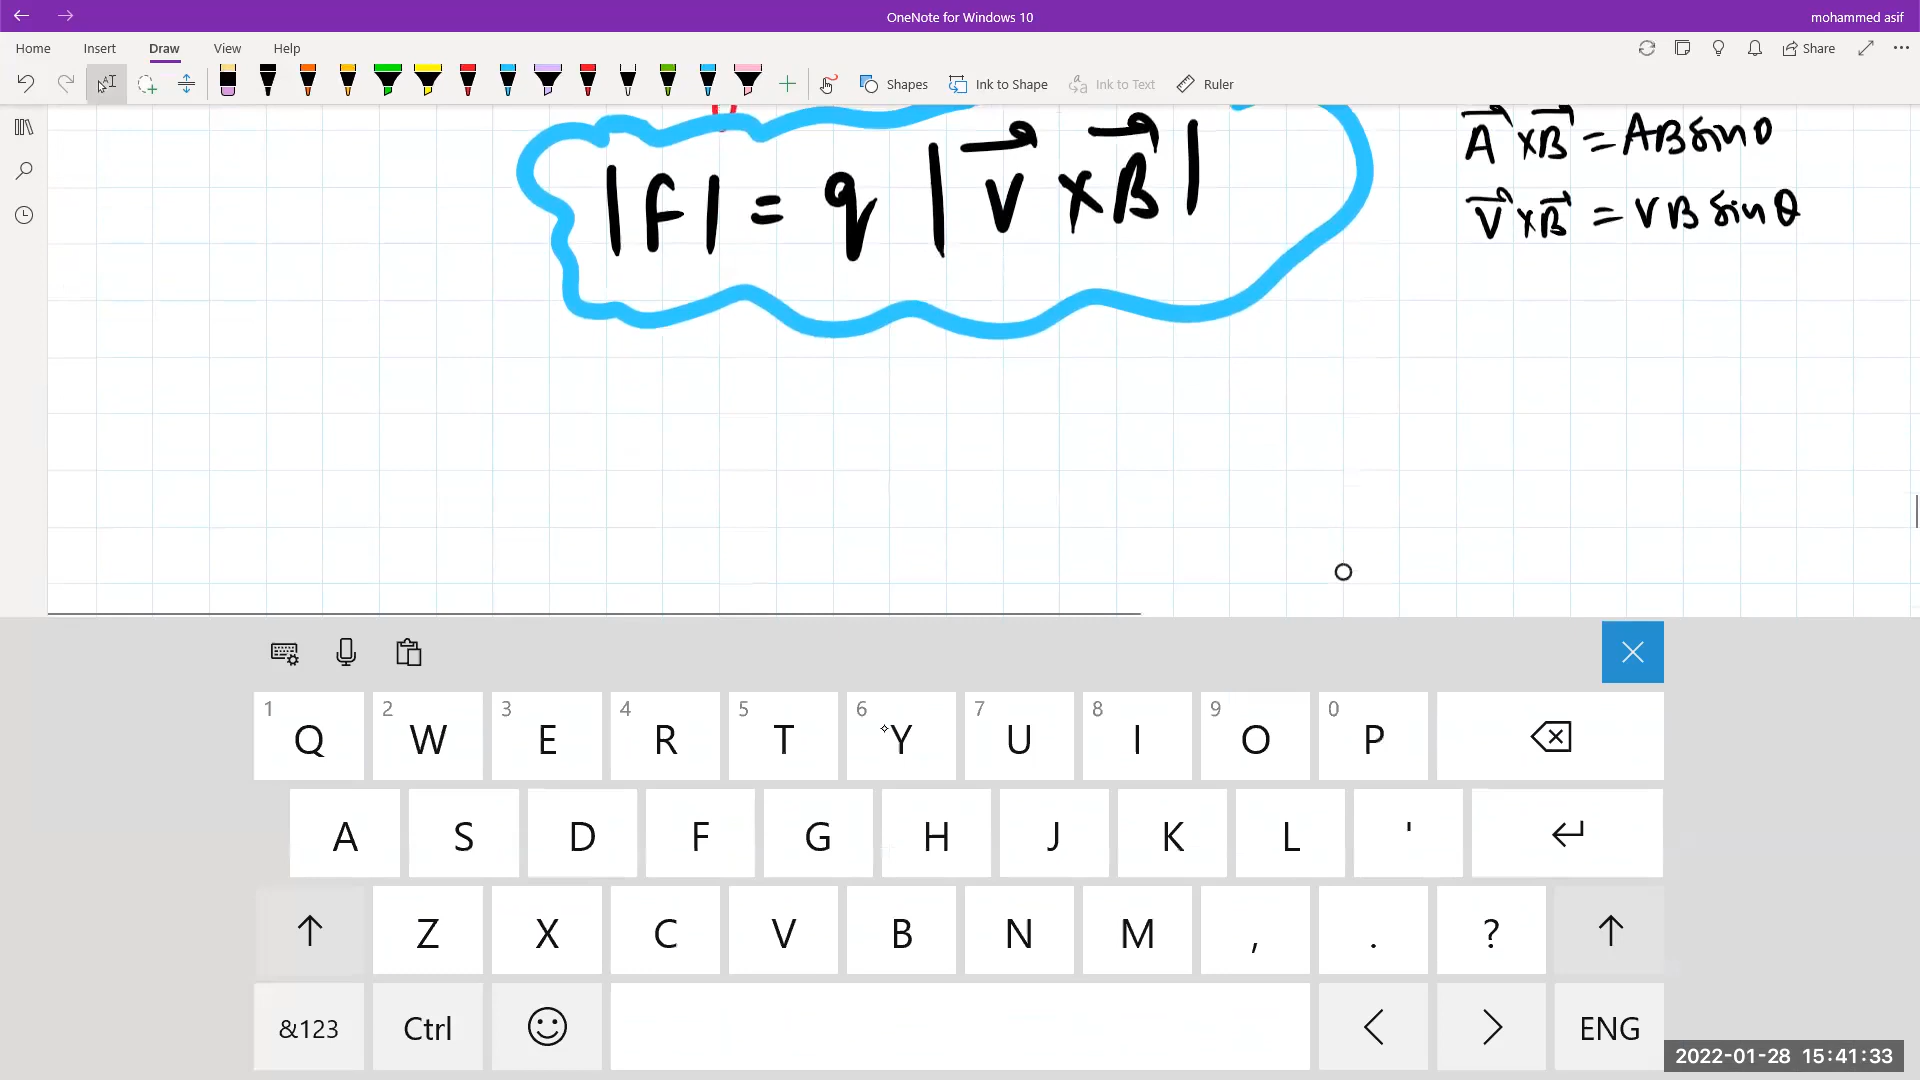 OneNote for Windows 10
mohammed asif
Home Insert Draw View Help
Share
Shapes Ink to Shape Ink to Text Ruler
|F| = q |V⃗ × B⃗|
A⃗ × B⃗ = AB sin θ
V⃗ × B⃗ = VB sin θ
1 Q 2 W 3 E 4 R 5 T 6 Y 7 U 8 I 9 O 0 P
A S D F G H J K L '
Z X C V B N M , . ?
&123 Ctrl ENG
2022-01-28 15:41:33